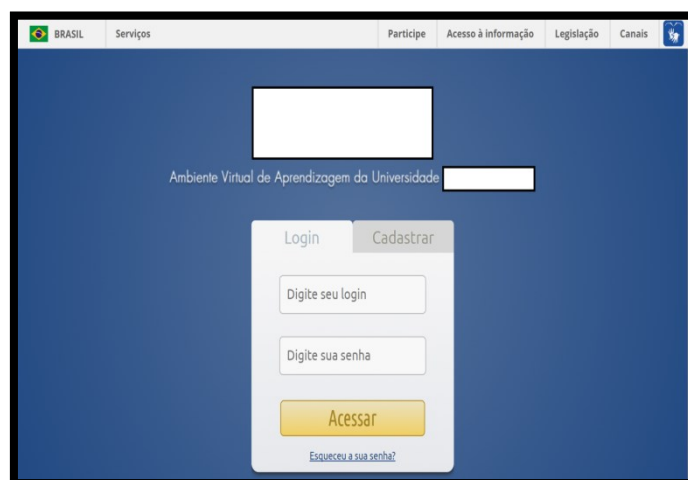 BRASIL Serviços Participe Acesso à informação Legislação Canais
Ambiente Virtual de Aprendizagem da Universidade
Login Cadastrar
Digite seu login
Digite sua senha
Acessar
Esqueceu a sua senha?